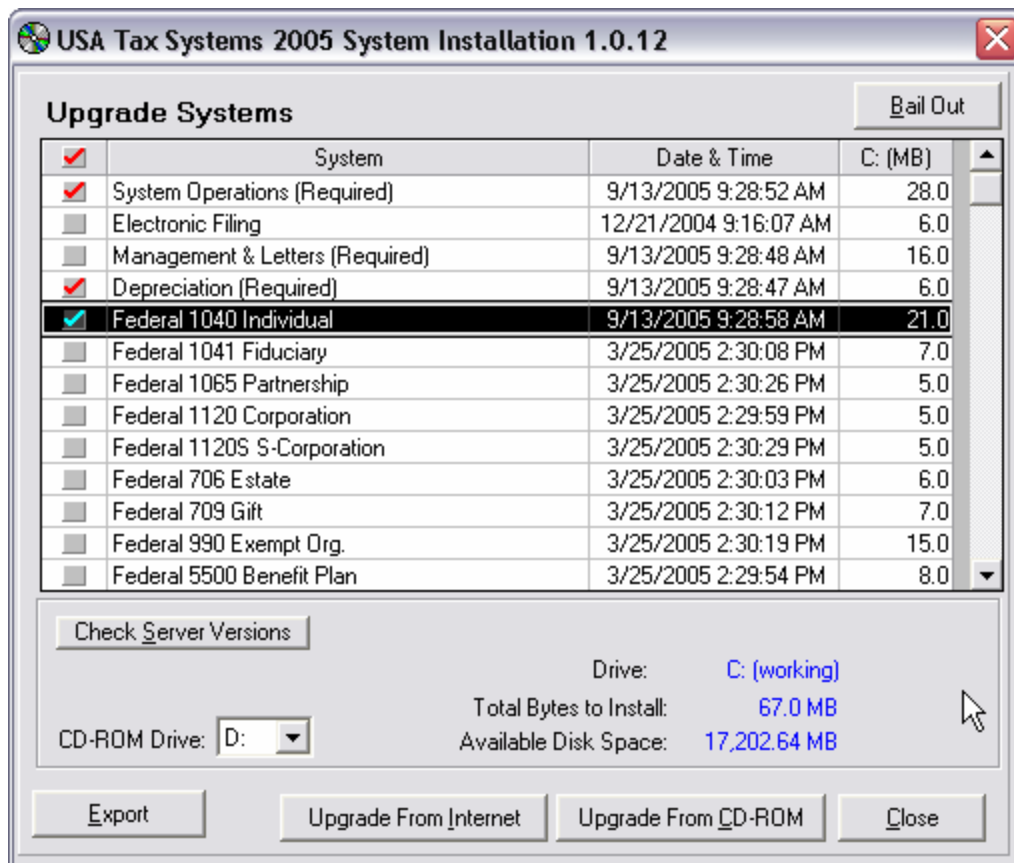 USA Tax Systems 2005 System Installation 1.0.12
Upgrade Systems
Bail Out
System Date & Time C: (MB)
System Operations (Required) 9/13/2005 9:28:52 AM 28.0
Electronic Filing 12/21/2004 9:16:07 AM 6.0
Management & Letters (Required) 9/13/2005 9:28:48 AM 16.0
Depreciation (Required) 9/13/2005 9:28:47 AM 6.0
Federal 1040 Individual 9/13/2005 9:28:58 AM 21.0
Federal 1041 Fiduciary 3/25/2005 2:30:08 PM 7.0
Federal 1065 Partnership 3/25/2005 2:30:26 PM 5.0
Federal 1120 Corporation 3/25/2005 2:29:59 PM 5.0
Federal 1120S S-Corporation 3/25/2005 2:30:29 PM 5.0
Federal 706 Estate 3/25/2005 2:30:03 PM 6.0
Federal 709 Gift 3/25/2005 2:30:12 PM 7.0
Federal 990 Exempt Org. 3/25/2005 2:30:19 PM 15.0
Federal 5500 Benefit Plan 3/25/2005 2:29:54 PM 8.0
Check Server Versions
Drive: C: (working)
Total Bytes to Install: 67.0 MB
CD-ROM Drive: D: Available Disk Space: 17,202.64 MB
Export Upgrade From Internet Upgrade From CD-ROM Close